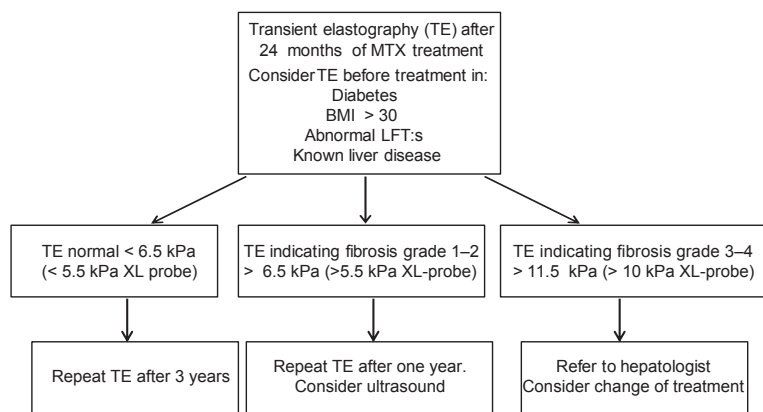 Transient elastography (TE) after
24 months of MTX treatment
Consider TE before treatment in:
Diabetes
BMI > 30
Abnormal LFT:s
Known liver disease
TE normal < 6.5 kPa
(< 5.5 kPa XL probe)
TE indicating fibrosis grade 1–2
> 6.5 kPa (>5.5 kPa XL-probe)
TE indicating fibrosis grade 3–4
> 11.5 kPa (> 10 kPa XL-probe)
Repeat TE after 3 years
Repeat TE after one year.
Consider ultrasound
Refer to hepatologist
Consider change of treatment